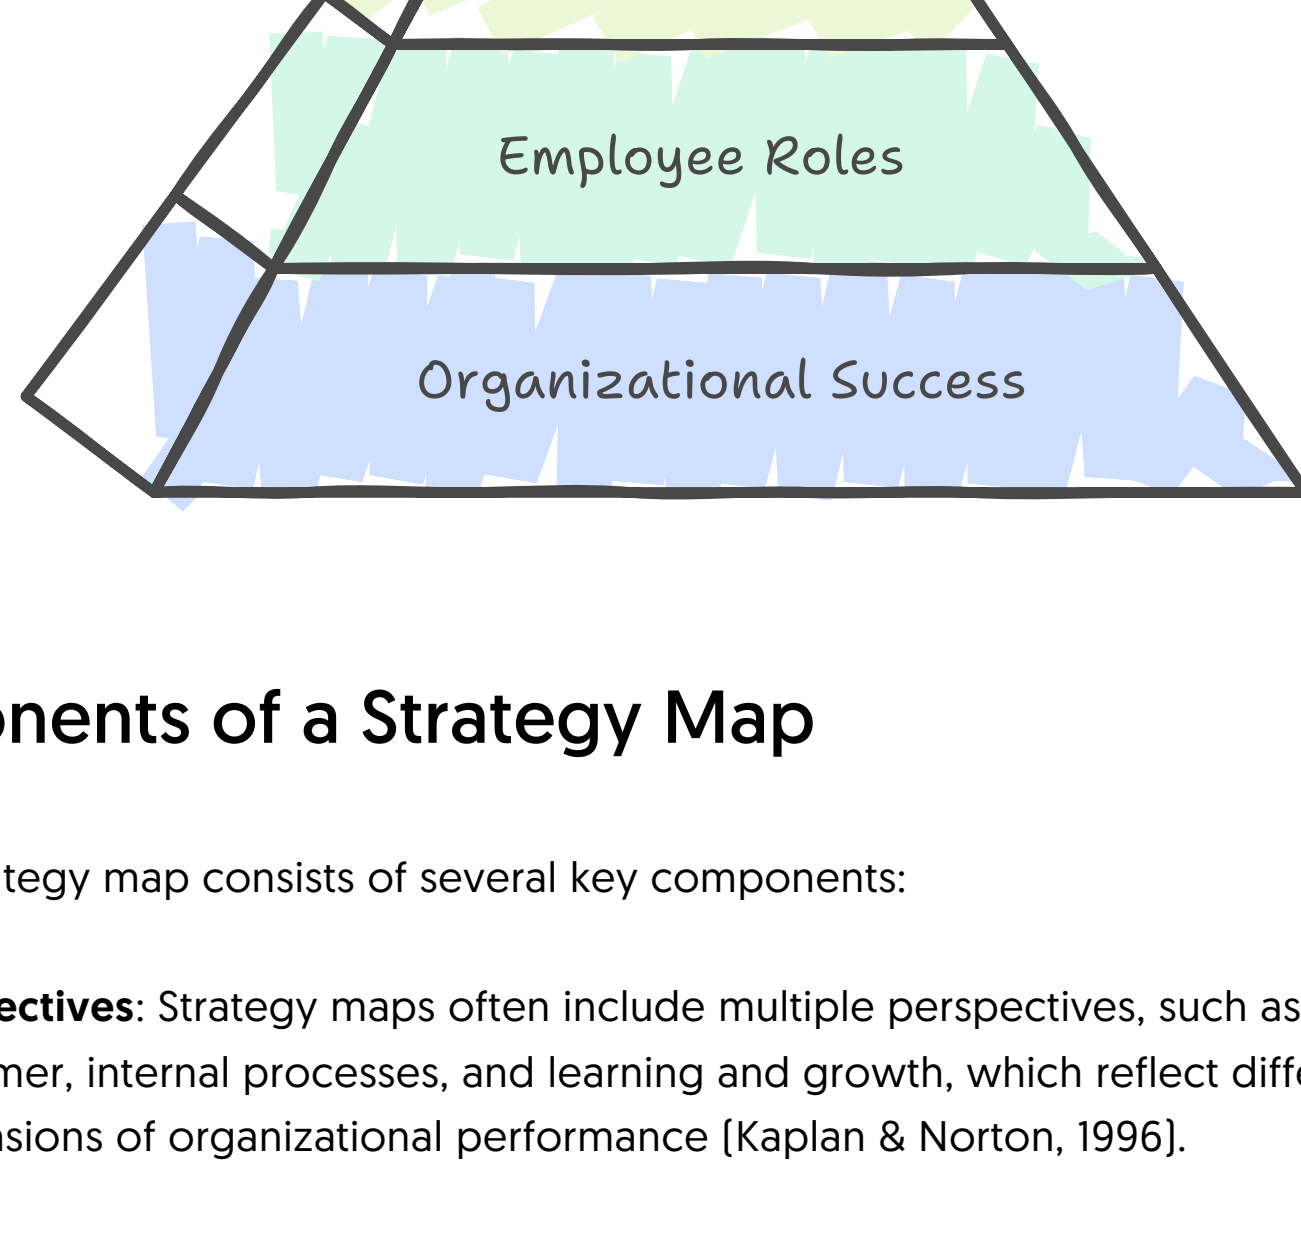 Employee Roles
Organizational Success
onents of a Strategy Map
tegy map consists of several key components:
ectives: Strategy maps often include multiple perspectives, such as
mer, internal processes, and learning and growth, which reflect diffe
nsions of organizational performance (Kaplan & Norton, 1996).